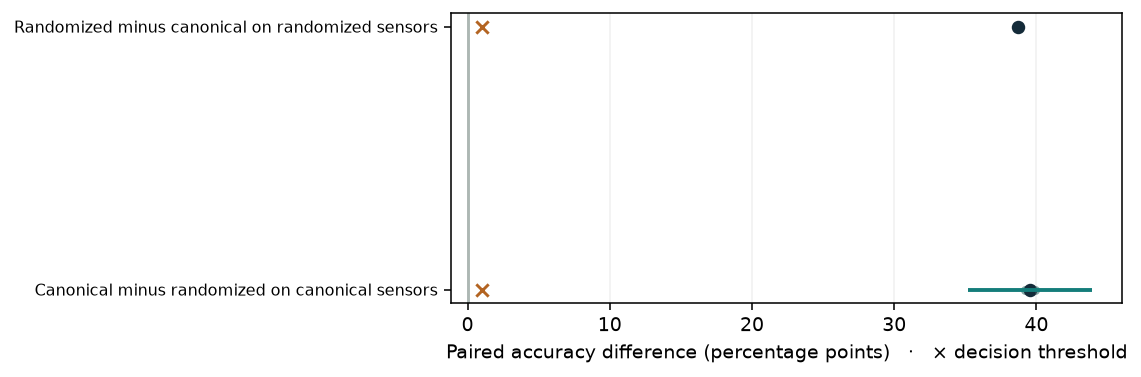 Randomized minus canonical on randomized sensors
Canonical minus randomized on canonical sensors
0 10 20 30 40
Paired accuracy difference (percentage points) · × decision threshold